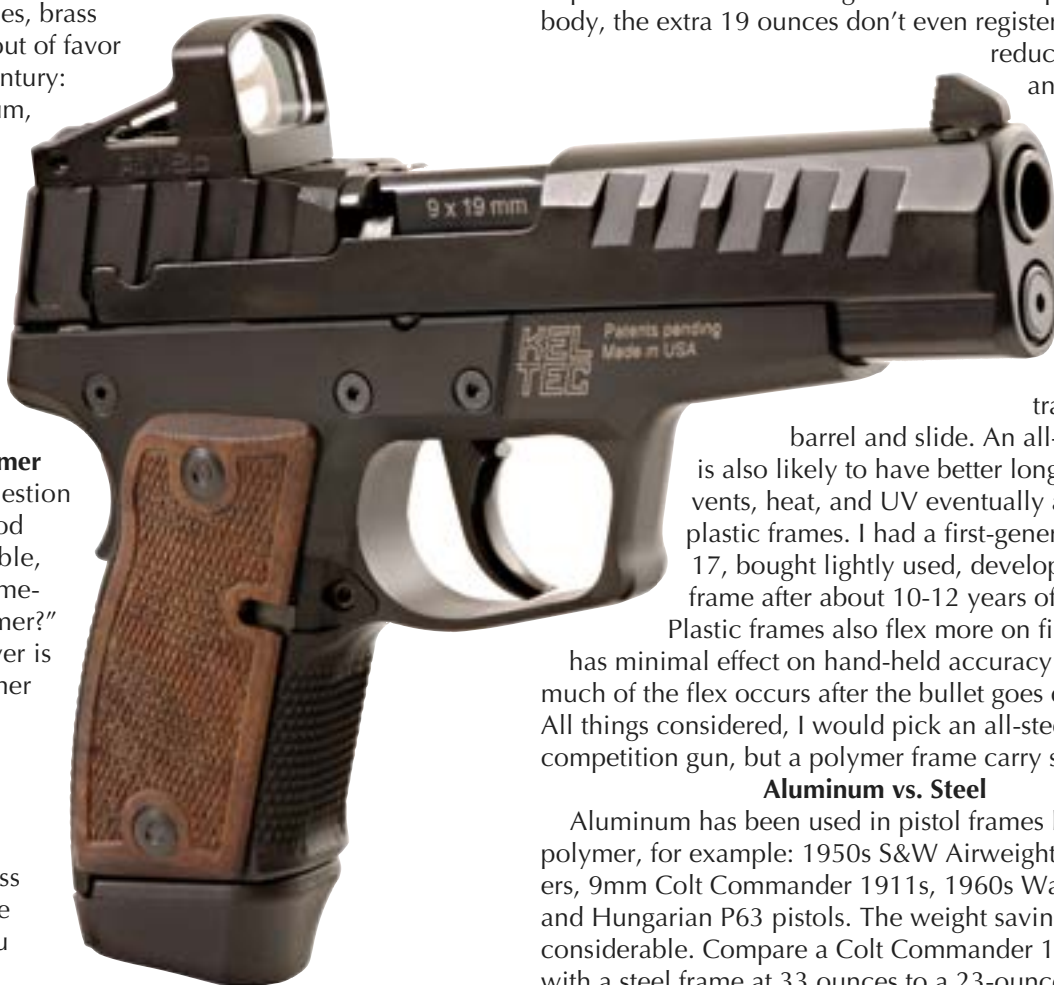 es, brass
out of favor
ntury:
um,
mer
estion
od
ble,
me-
mer?"
ver is
ner
ss
e
u
body, the extra 19 ounces don't even register
reduc
an
9 x 19 mm
KEL
TEC
Patents pending
Made in USA
tra
barrel and slide. An all-
is also likely to have better long
vents, heat, and UV eventually a
plastic frames. I had a first-gener
17, bought lightly used, develop
frame after about 10-12 years of
Plastic frames also flex more on fi
has minimal effect on hand-held accuracy
much of the flex occurs after the bullet goes
All things considered, I would pick an all-stee
competition gun, but a polymer frame carry s
Aluminum vs. Steel
Aluminum has been used in pistol frames
polymer, for example: 1950s S&W Airweight
ers, 9mm Colt Commander 1911s, 1960s Wa
and Hungarian P63 pistols. The weight savin
considerable. Compare a Colt Commander 1
with a steel frame at 33 ounces to a 23-ounce